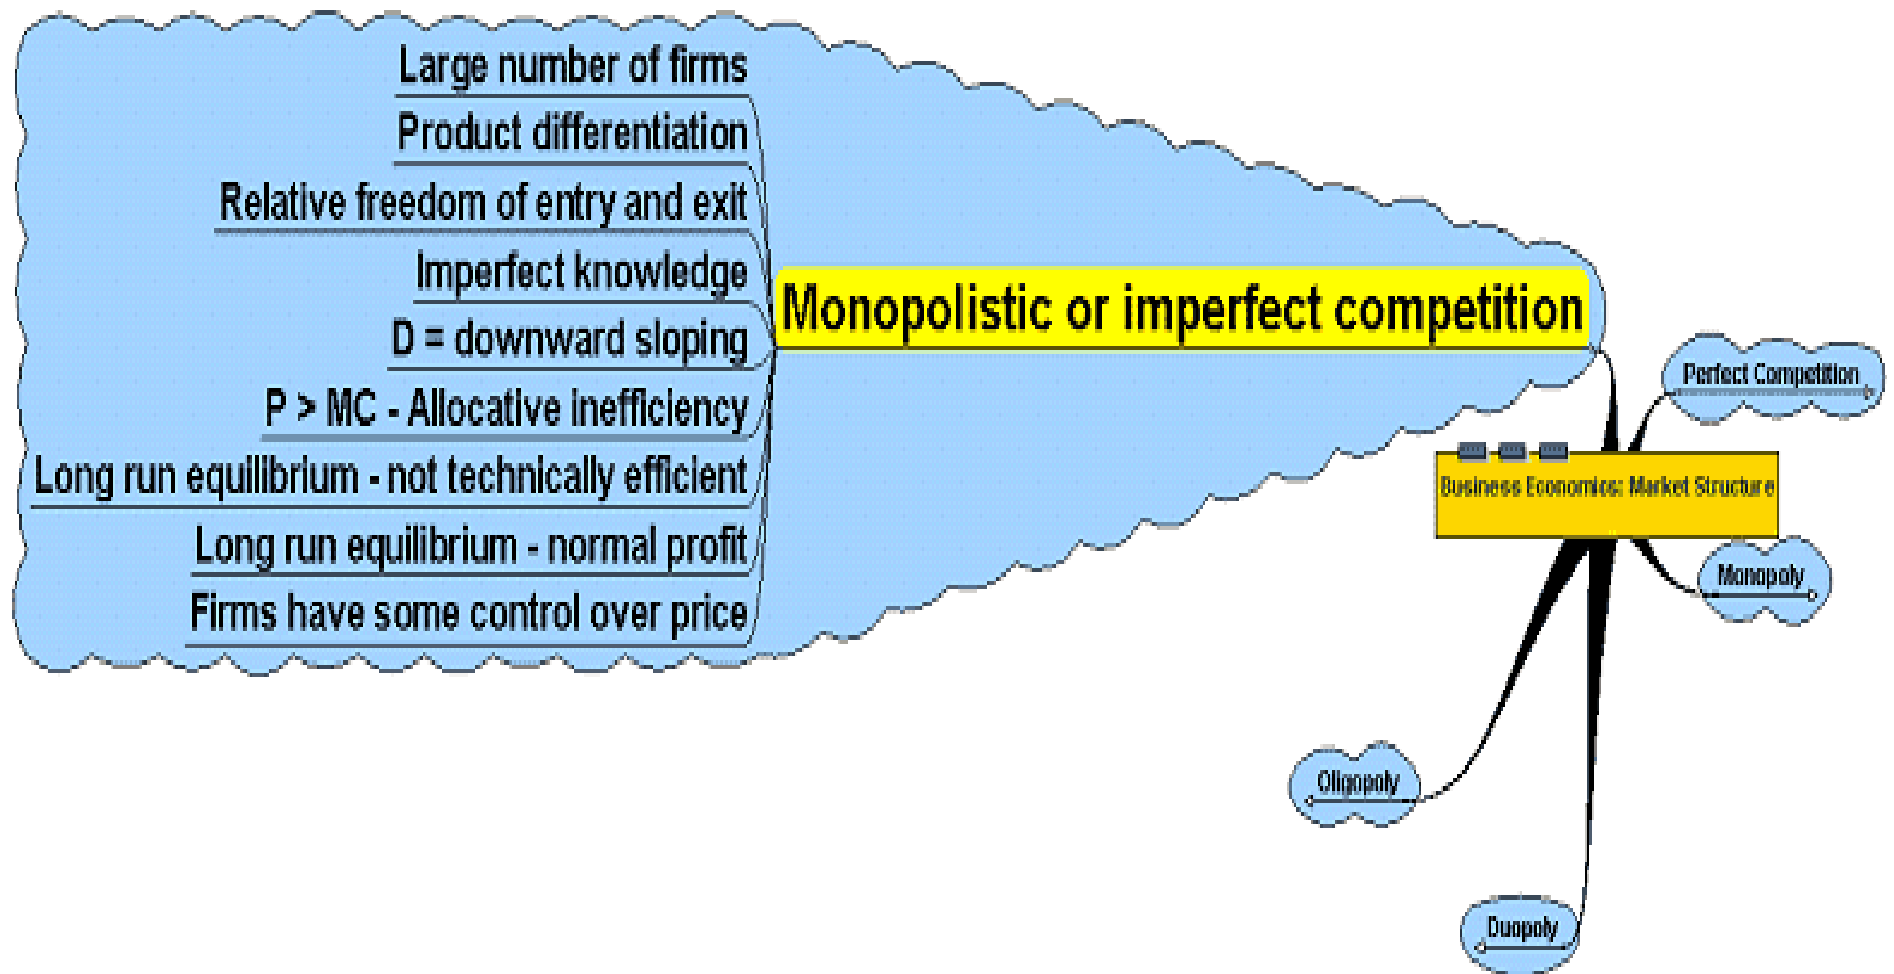 Large number of firms
Product differentiation
Relative freedom of entry and exit
Imperfect knowledge
D = downward sloping
P > MC - Allocative inefficiency
Long run equilibrium - not technically efficient
Long run equilibrium - normal profit
Firms have some control over price
Monopolistic or imperfect competition
Perfect Competition
Business Economics: Market Structure
Monopoly
Oligopoly
Duopoly